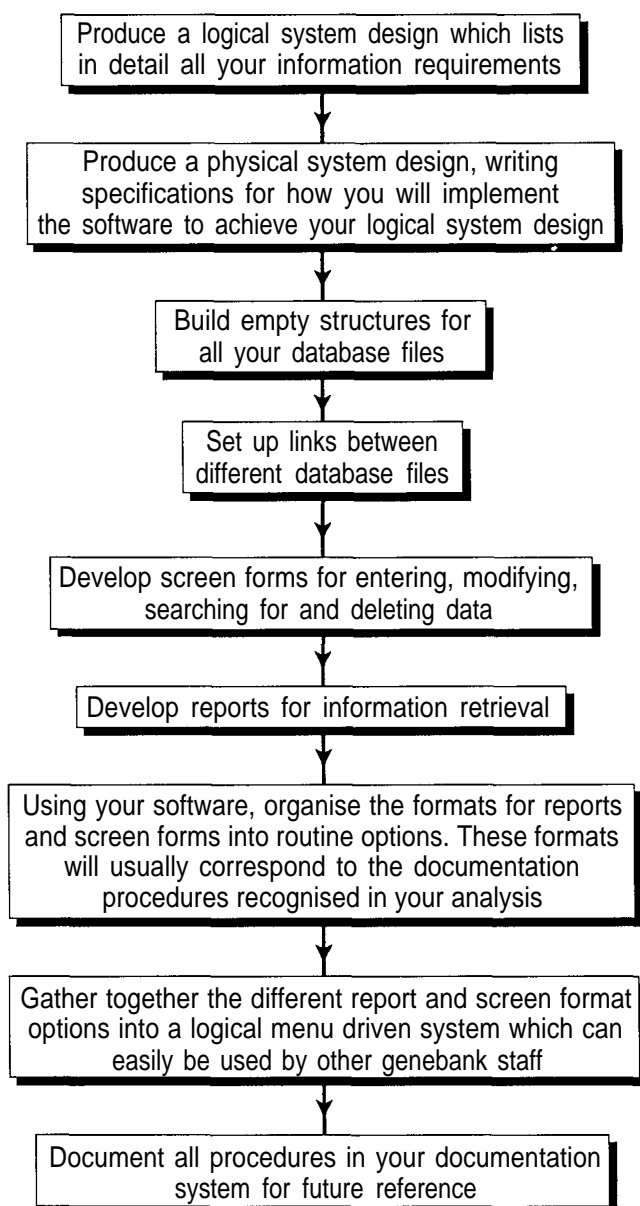 Produce a logical system design which lists
in detail all your information requirements
Produce a physical system design, writing
specifications for how you will implement
the software to achieve your logical system design
Build empty structures for
all your database files
Set up links between
different database files
Develop screen forms for entering, modifying,
searching for and deleting data
Develop reports for information retrieval
Using your software, organise the formats for reports
and screen forms into routine options. These formats
will usually correspond to the documentation
procedures recognised in your analysis
Gather together the different report and screen format
options into a logical menu driven system which can
easily be used by other genebank staff
Document all procedures in your documentation
system for future reference